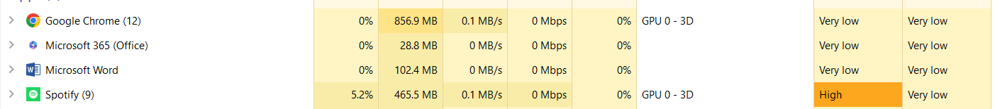 Google Chrome (12) 0% 856.9 MB 0.1 MB/s 0 Mbps 0% GPU 0 - 3D Very low Very low
Microsoft 365 (Office) 0% 28.8 MB 0 MB/s 0 Mbps 0% Very low Very low
Microsoft Word 0% 102.4 MB 0 MB/s 0 Mbps 0% Very low Very low
Spotify (9) 5.2% 465.5 MB 0.1 MB/s 0 Mbps 0% GPU 0 - 3D High Very low